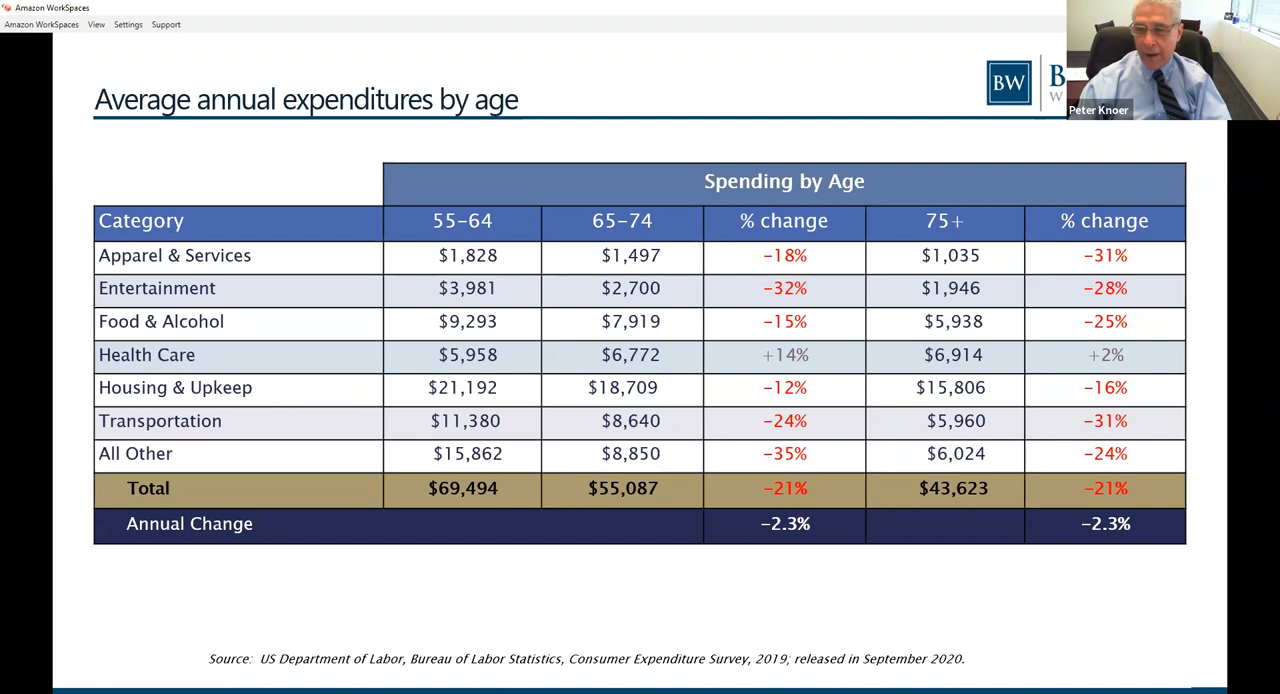 Amazon WorkSpaces
Amazon WorkSpaces View Settings Support
Average annual expenditures by age
BW
B
W
Peter Knoer
Spending by Age
Category 55-64 65-74 % change 75+ % change
Apparel & Services $1,828 $1,497 -18% $1,035 -31%
Entertainment $3,981 $2,700 -32% $1,946 -28%
Food & Alcohol $9,293 $7,919 -15% $5,938 -25%
Health Care $5,958 $6,772 +14% $6,914 +2%
Housing & Upkeep $21,192 $18,709 -12% $15,806 -16%
Transportation $11,380 $8,640 -24% $5,960 -31%
All Other $15,862 $8,850 -35% $6,024 -24%
Total $69,494 $55,087 -21% $43,623 -21%
Annual Change -2.3% -2.3%
Source: US Department of Labor, Bureau of Labor Statistics, Consumer Expenditure Survey, 2019; released in September 2020.